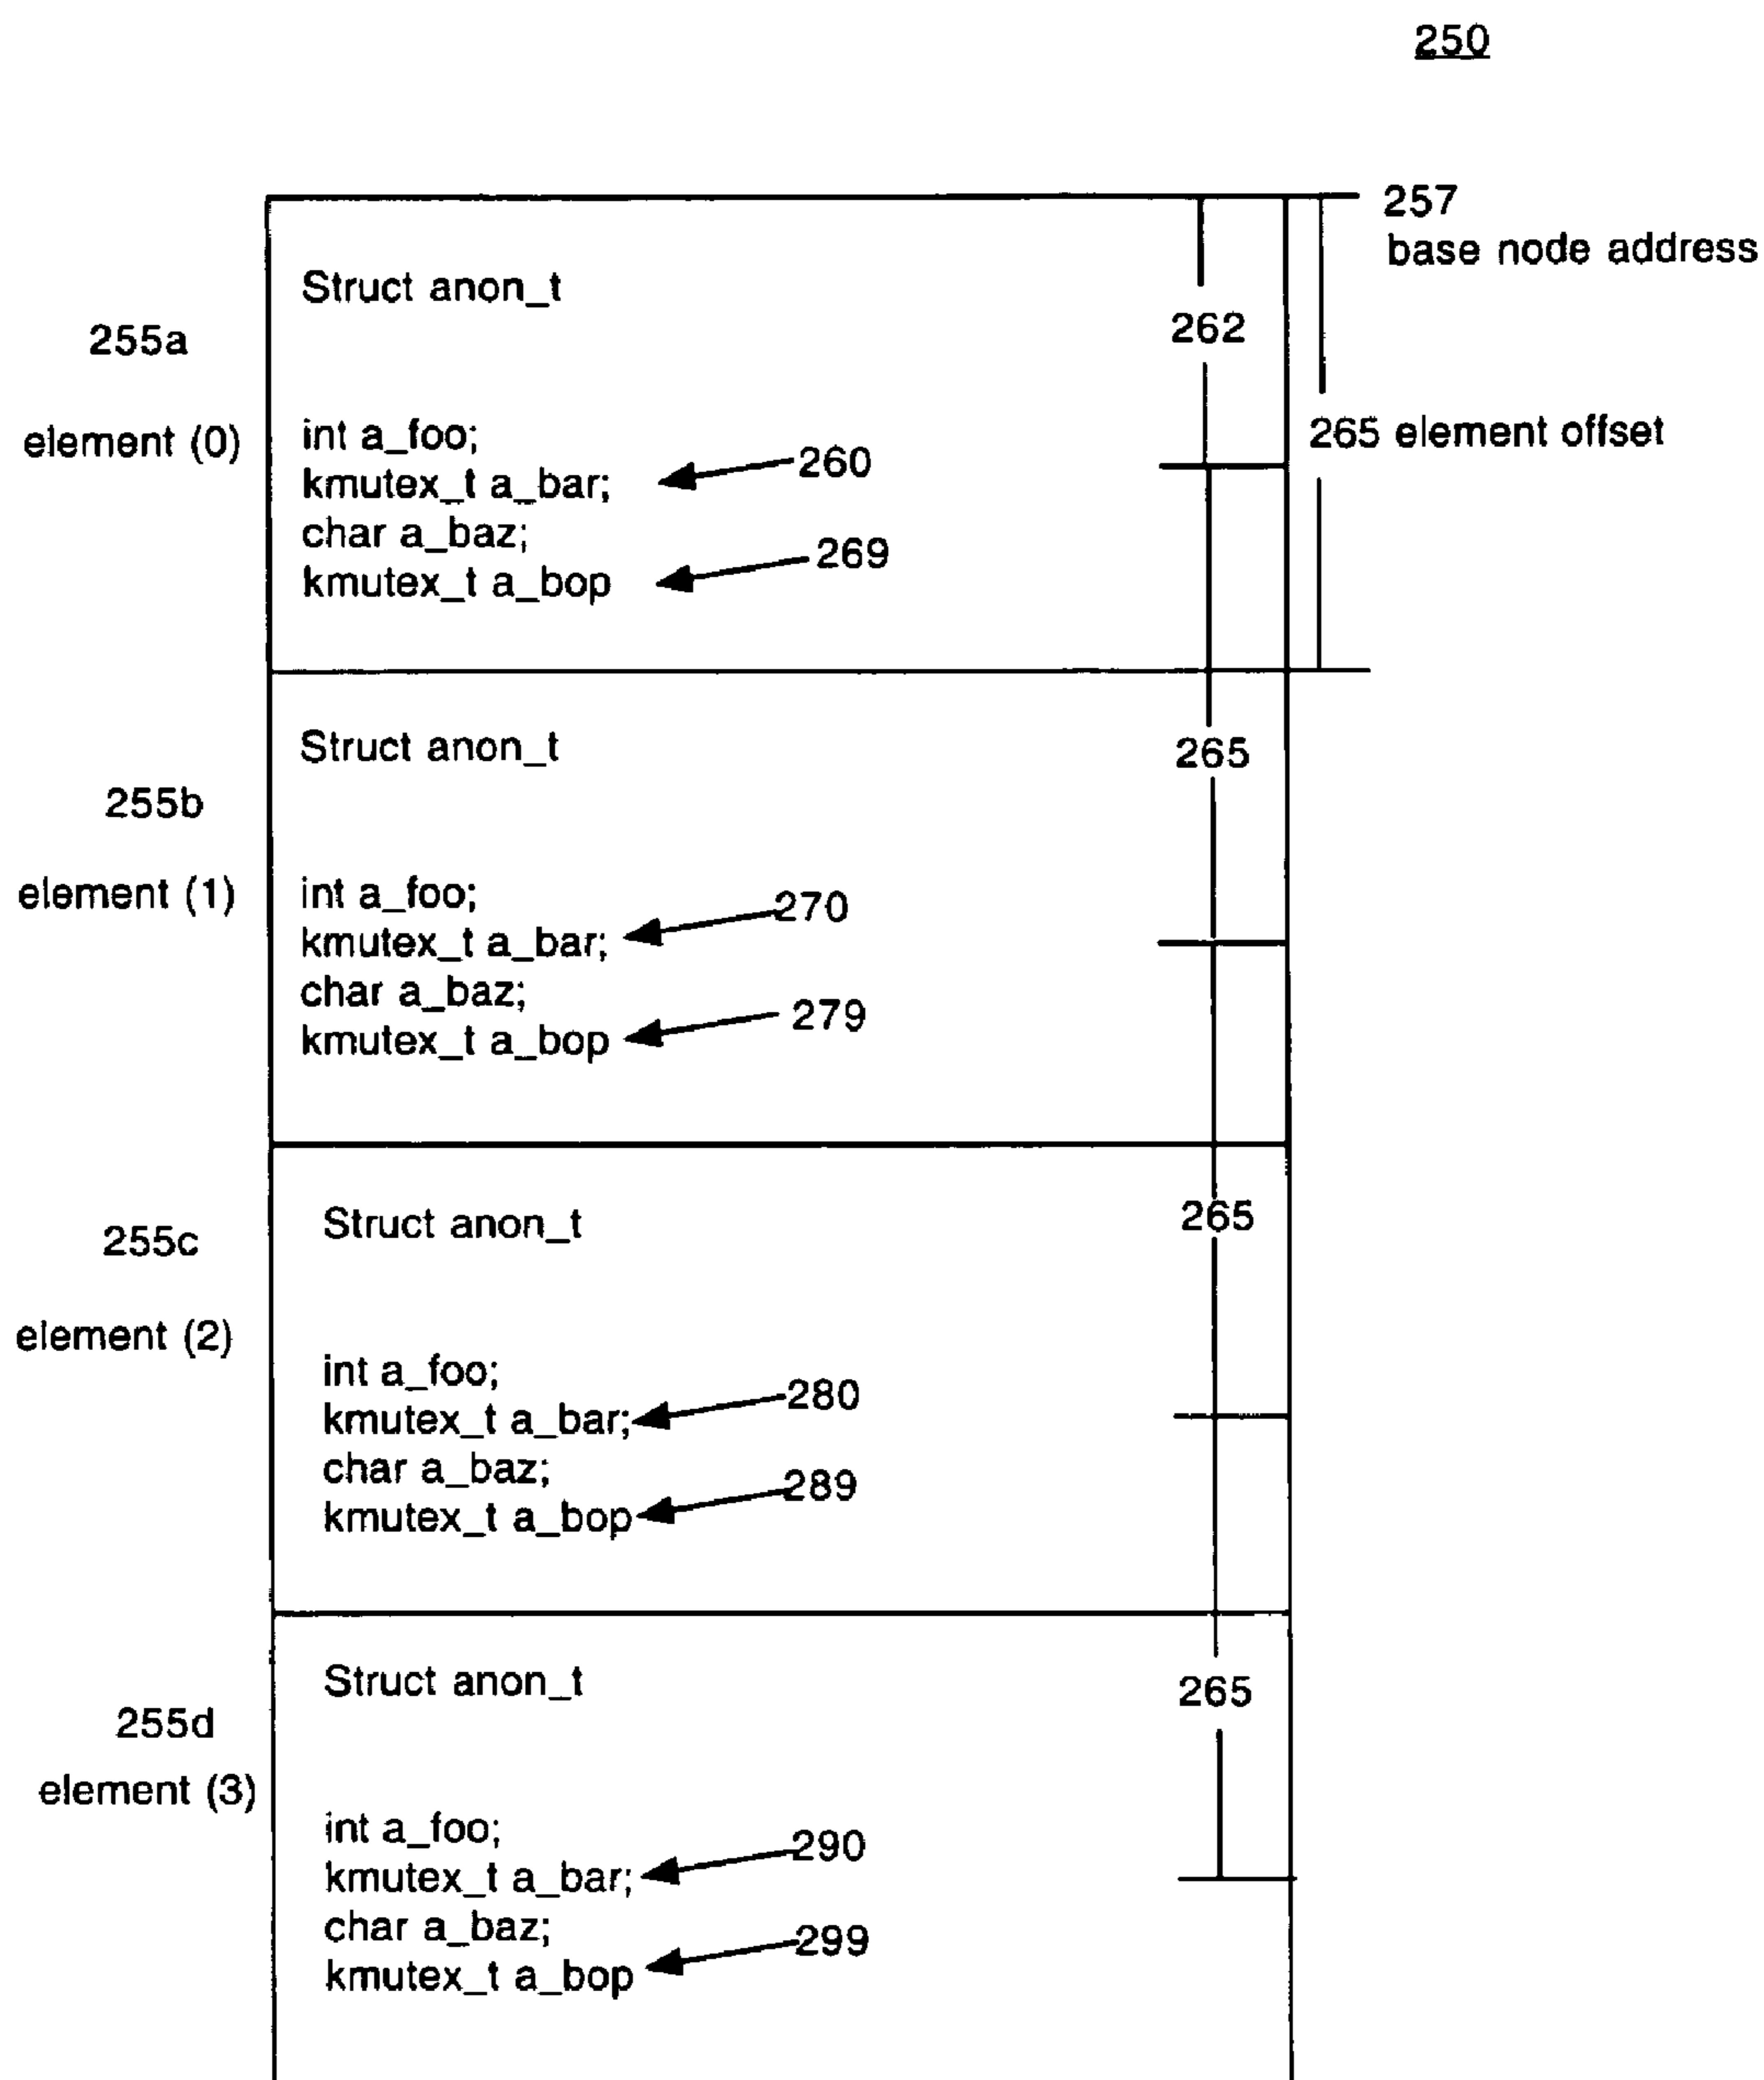 250
257
base node address
Struct anon_t
262
255a
element (0)
265 element offset
int a_foo;
kmutex_t a_bar;
260
char a_baz;
269
kmutex_t a_bop
Struct anon_t
265
255b
element (1)
int a_foo;
270
kmutex_t a_bar;
char a_baz;
279
kmutex_t a_bop
Struct anon_t
265
255c
element (2)
int a_foo;
280
kmutex_t a_bar;
char a_baz;
289
kmutex_t a_bop
Struct anon_t
265
255d
element (3)
int a_foo;
290
kmutex_t a_bar;
char a_baz;
299
kmutex_t a_bop